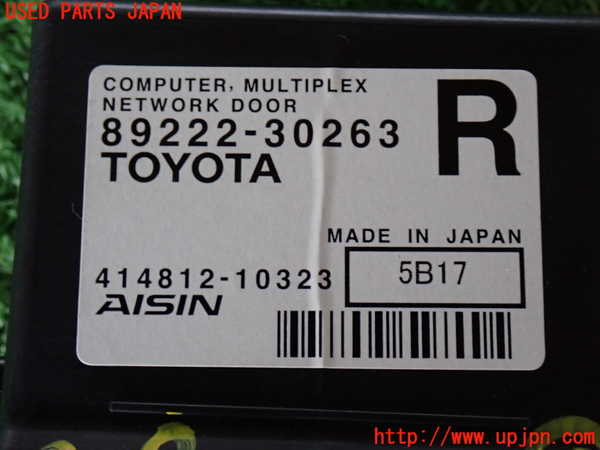 USED PARTS JAPAN
COMPUTER, MULTIPLEX
NETWORK DOOR
89222-30263
R
TOYOTA
MADE IN JAPAN
414812-10323
5B17
AISIN
http://www.upjpn.com/